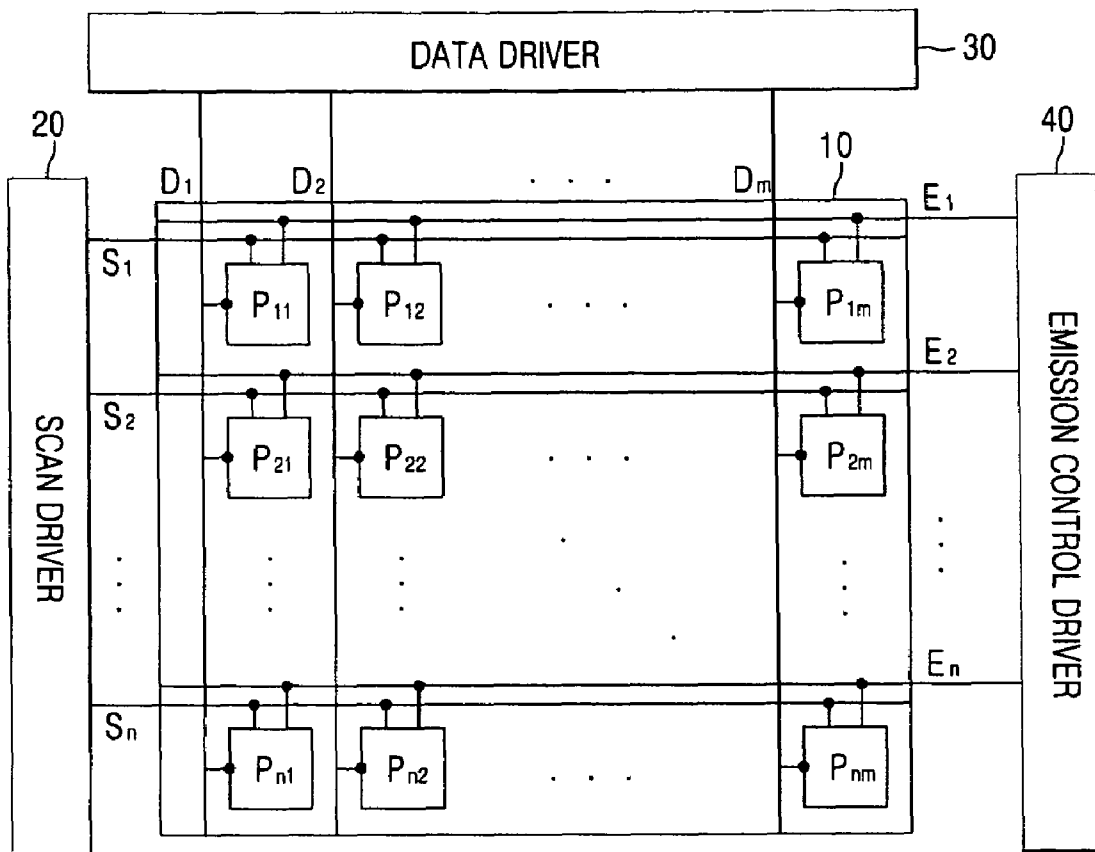 DATA DRIVER
30
20
10
40
D1 D2 . . . Dm
E1
S1
P11 P12 . . . P1m
E2
S2
P21 P22 . . . P2m
SCAN DRIVER
EMISSION CONTROL DRIVER
En
Sn
Pn1 Pn2 . . . Pnm